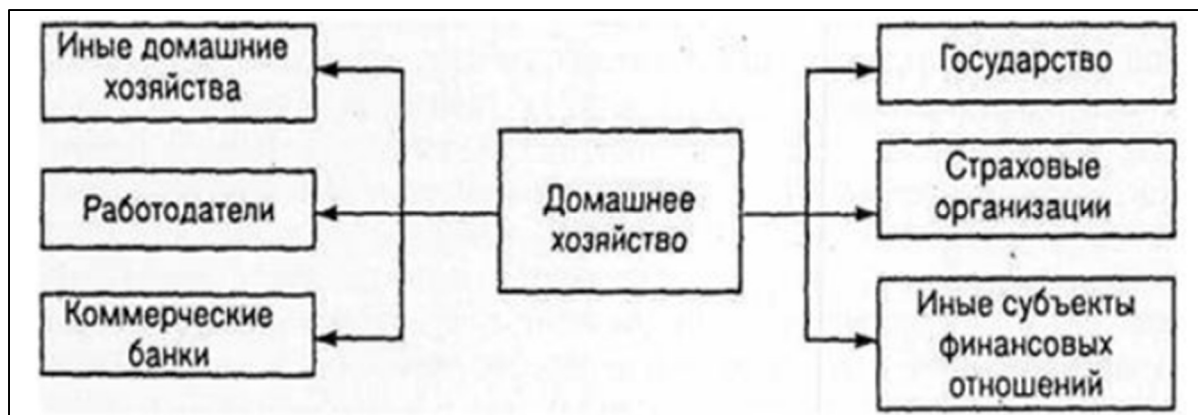 Иные домашние
хозяйства
Работодатели
Коммерческие
банки
Домашнее
хозяйство
Государство
Страховые
организации
Иные субъекты
финансовых
отношений